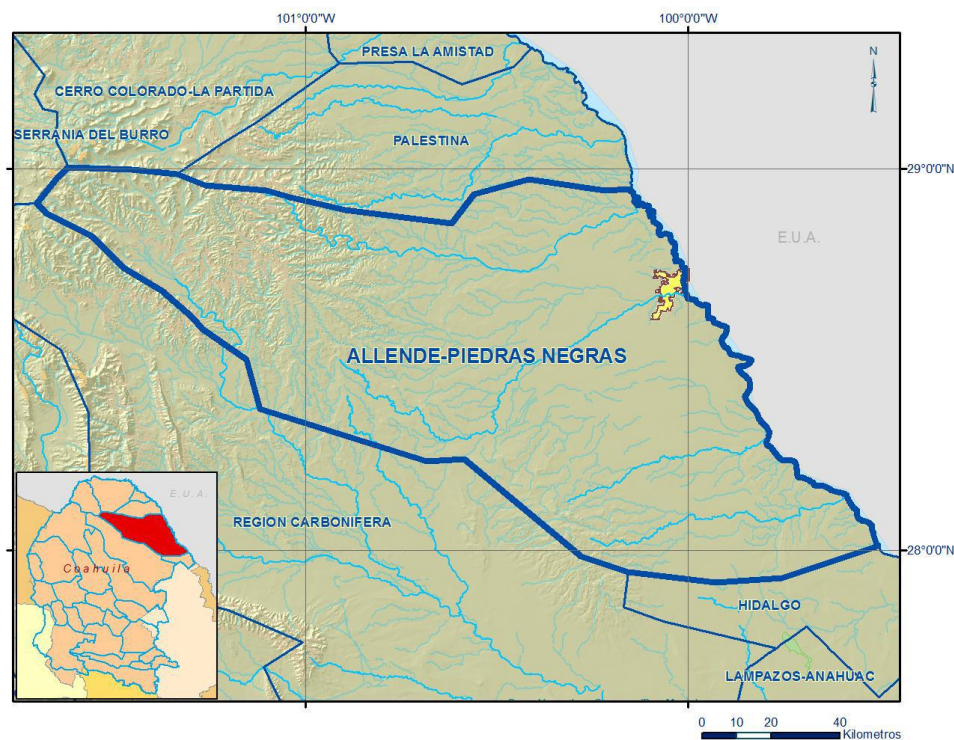 101°0'0"W
100°0'0"W
PRESA LA AMISTAD
N
CERRO COLORADO-LA PARTIDA
SERRANIA DEL BURRO
PALESTINA
29°0'0"N
E.U.A.
ALLENDE-PIEDRAS NEGRAS
E.U.A.
REGION CARBONIFERA
28°0'0"N
Coahuila
HIDALGO
LAMPAZOS-ANAHUAC
0 10 20 40
Kilometros